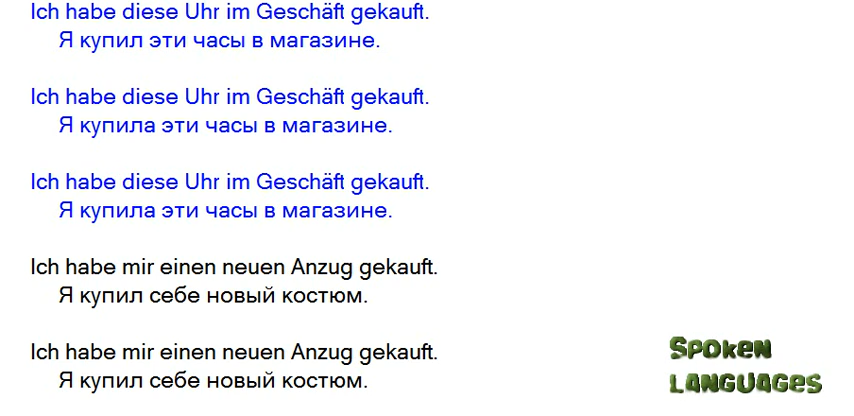 Ich habe diese Uhr im Geschäft gekauft.
Я купил эти часы в магазине.
Ich habe diese Uhr im Geschäft gekauft.
Я купила эти часы в магазине.
Ich habe diese Uhr im Geschäft gekauft.
Я купила эти часы в магазине.
Ich habe mir einen neuen Anzug gekauft.
Я купил себе новый костюм.
Ich habe mir einen neuen Anzug gekauft.
Я купил себе новый костюм.
Spoken
Languages